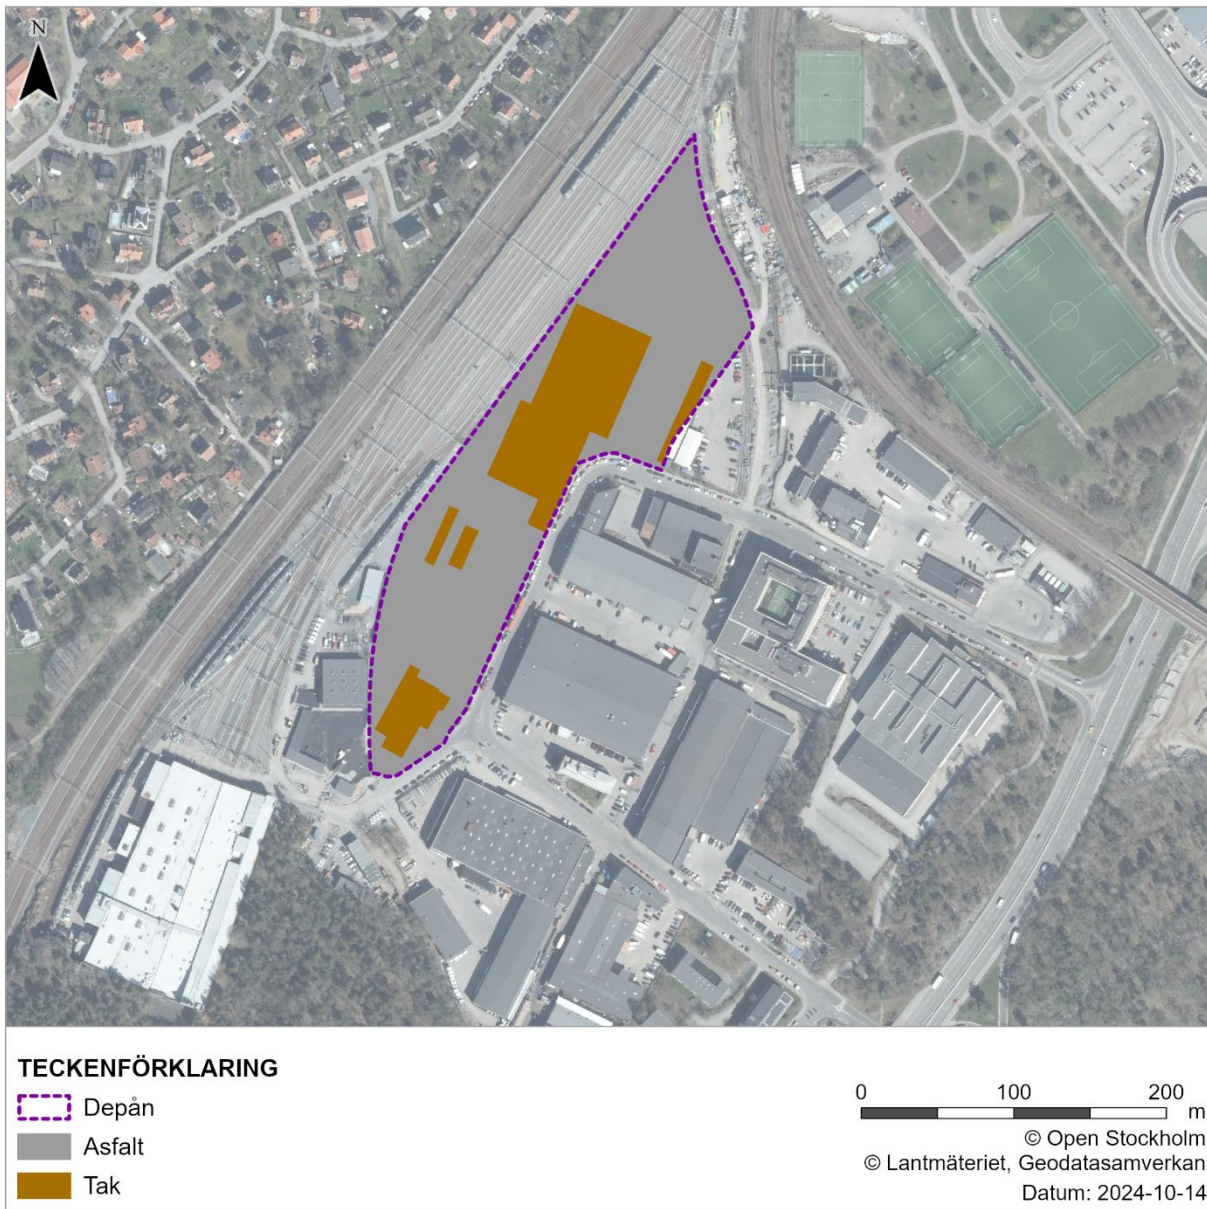 N
TECKENFÖRKLARING
Depån
Asfalt
Tak
0 100 200
m
© Open Stockholm
© Lantmäteriet, Geodatasamverkan
Datum: 2024-10-14